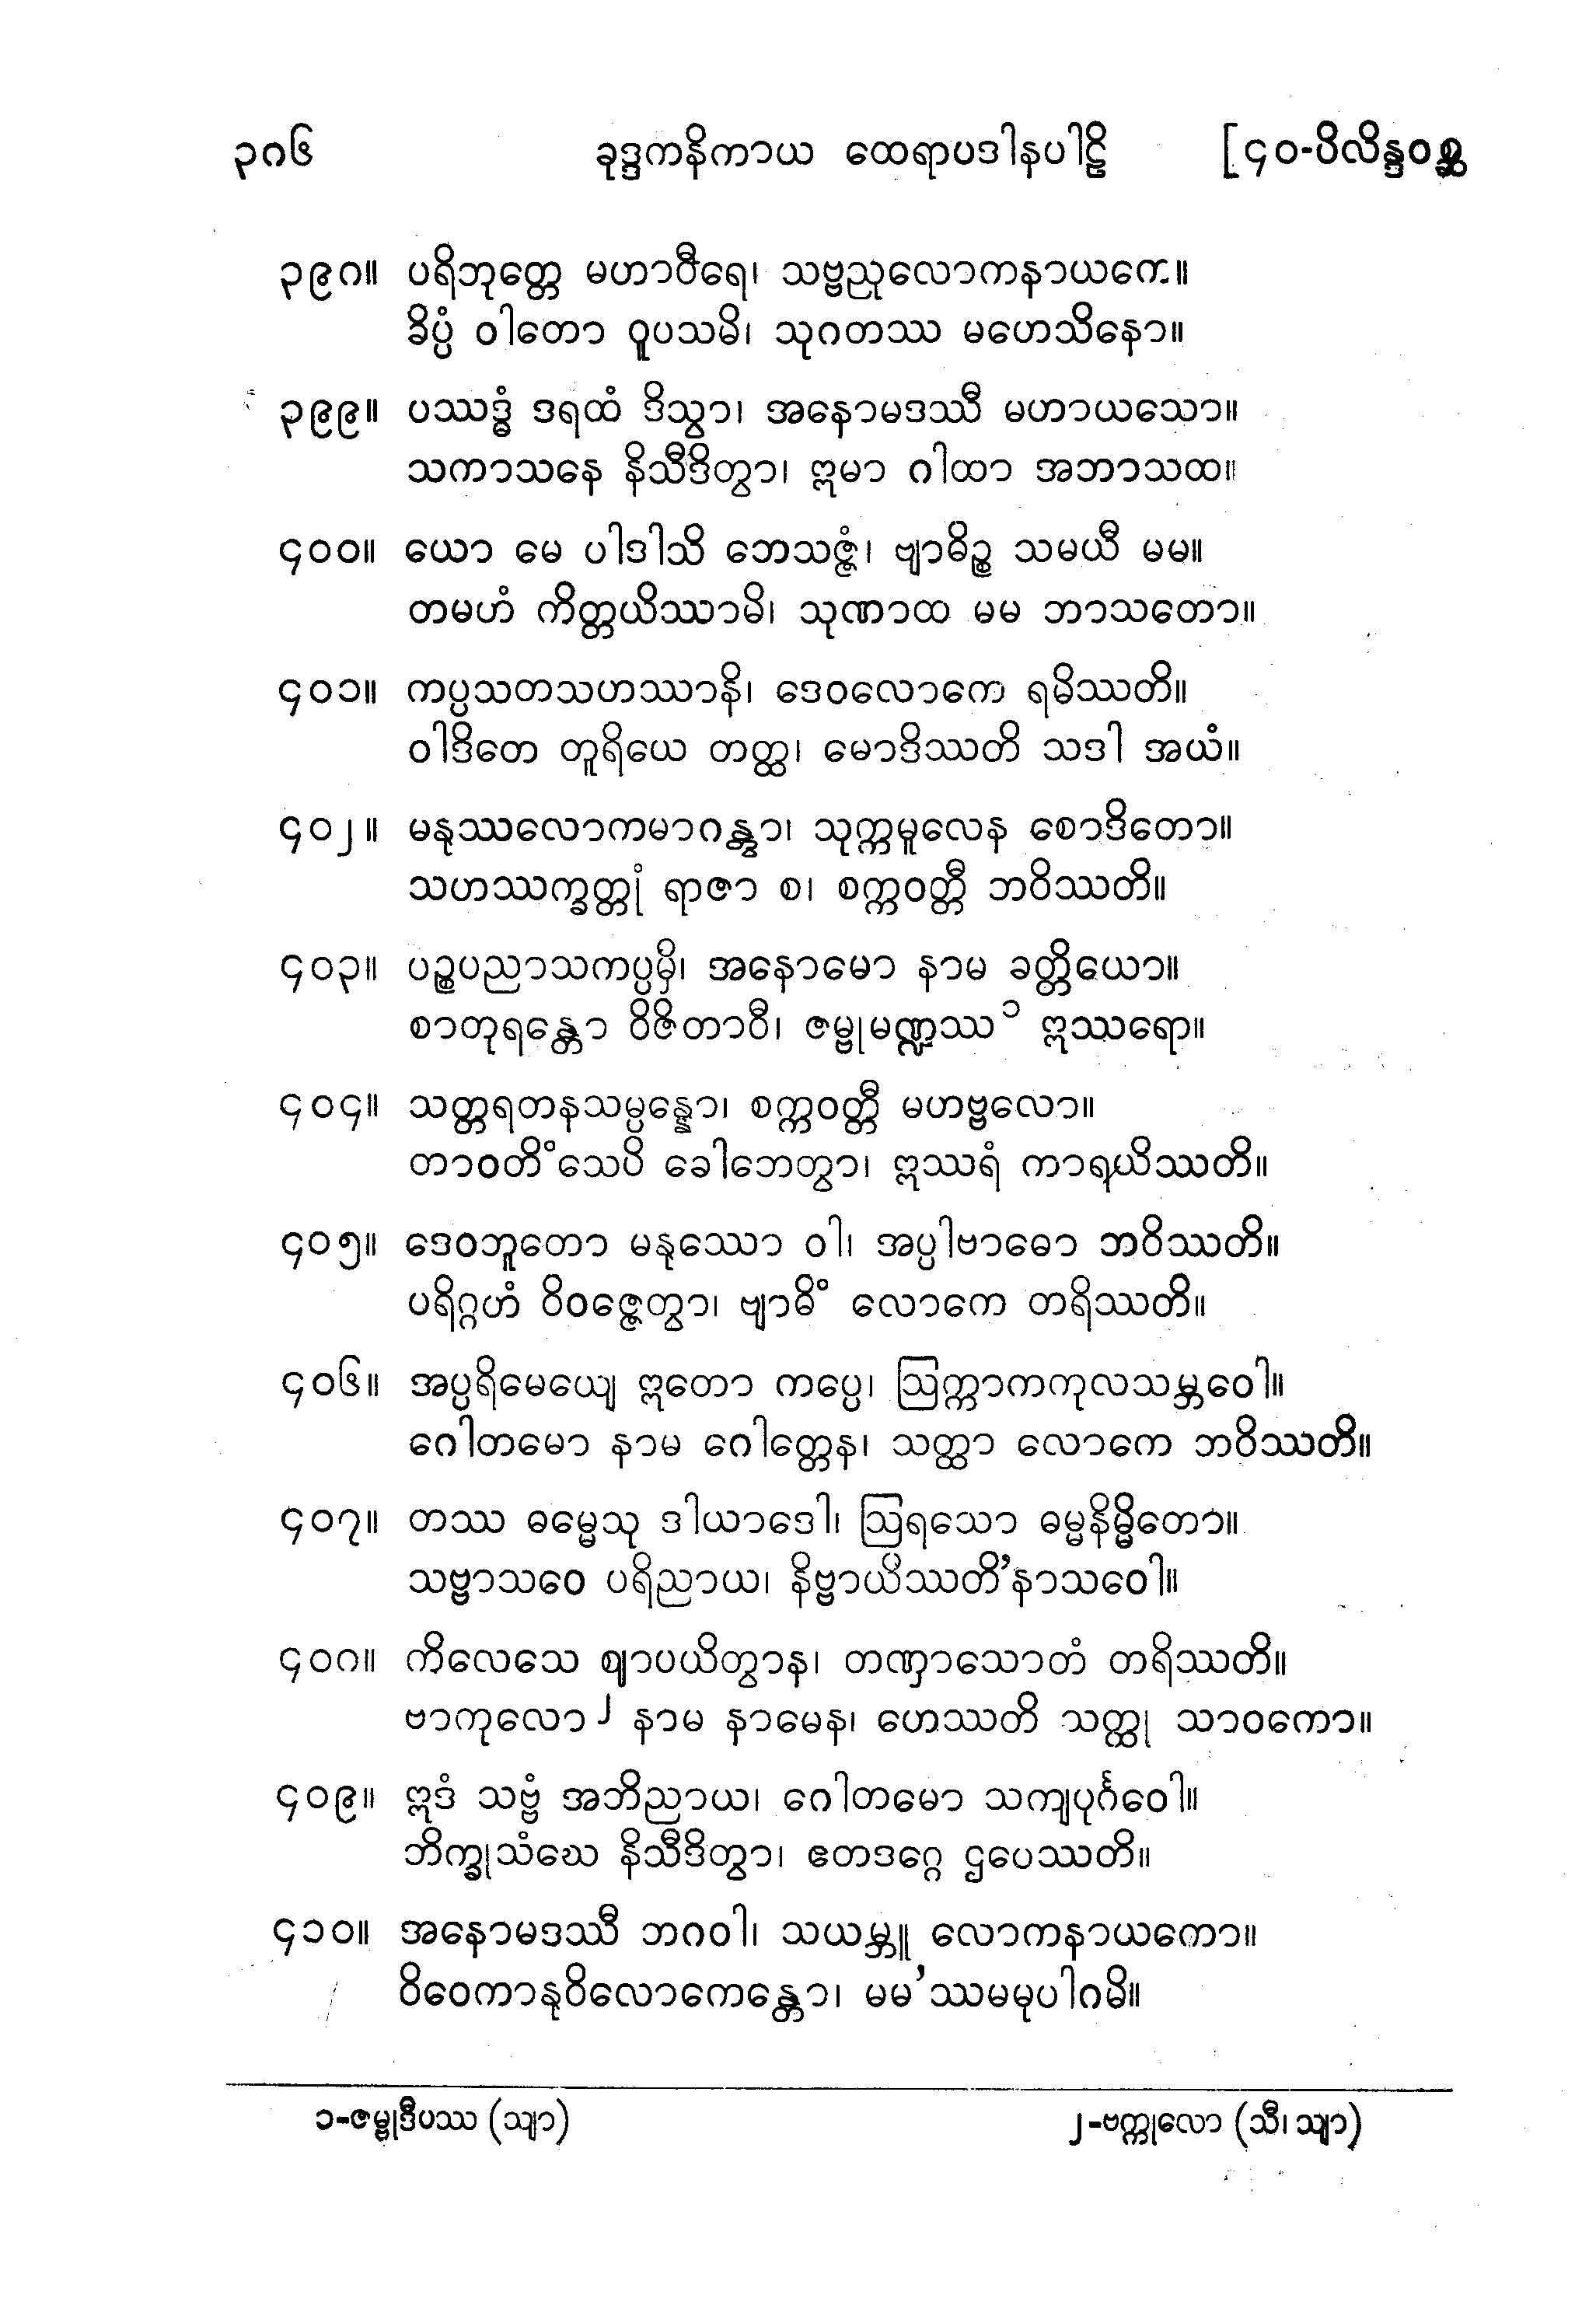 ၃၈၆ ခုဒ္ဒကနိကာယ ထေရာပဒါနပါဠိ [၄၀-ပိလိန္ဒဝစ္ဆ
၃၉၈။ ပရိဘုတ္တေ မဟာဝီရေ၊ သဗ္ဗညုလောကနာယကေ။
ခိပ္ပံ ဝါတော ဝူပသမိ၊ သုဂတဿ မဟေသိနော။
၃၉၉။ ပဿဒ္ဓံ ဒရထံ ဒိသွာ၊ အနောမဒဿီ မဟာယသော။
သကာသနေ နိသီဒိတွာ၊ ဣမာ ဂါထာ အဘာသထ။
၄၀၀။ ယော မေ ပါဒါသိ ဘေသဇ္ဇံ၊ ဗျာဓိဉ္စ သမယီ မမ။
တမဟံ ကိတ္တယိဿာမိ၊ သုဏာထ မမ ဘာသတော။
၄၀၁။ ကပ္ပသတသဟဿာနိ၊ ဒေဝလောကေ ရမိဿတိ။
ဝါဒိတေ တူရိယေ တတ္ထ၊ မောဒိဿတိ သဒါ အယံ။
၄၀၂။ မနုဿလောကမာဂန္တွာ၊ သုက္ကမူလေန စောဒိတော။
သဟဿက္ခတ္တုံ ရာဇာ စ၊ စက္ကဝတ္တီ ဘဝိဿတိ။
၄၀၃။ ပဉ္စပညာသကပ္ပမှိ၊ အနောမော နာမ ခတ္တိယော။
စာတုရန္တော ဝိဇိတာဝီ၊ ဇမ္ဗုမဏ္ဍဿ ၁ ဣဿရော။
၄၀၄။ သတ္တရတနသမ္ပန္နော၊ စက္ကဝတ္တီ မဟဗ္ဗလော။
တာဝတိံသေပိ ခေါဘေတွာ၊ ဣဿရံ ကာရယိဿတိ။
၄၀၅။ ဒေဝဘူတော မနုဿော ဝါ၊ အပ္ပါဗာဓော ဘဝိဿတိ။
ပရိဂ္ဂဟံ ဝိဝဇ္ဇေတွာ၊ ဗျာဓိံ လောကေ တရိဿတိ။
၄၀၆။ အပ္ပရိမေယျေ ဣတော ကပ္ပေ၊ ဩက္ကာကကုလသမ္ဘဝေါ။
ဂေါတမော နာမ ဂေါတ္တေန၊ သတ္ထာ လောကေ ဘဝိဿတိ။
၄၀၇။ တဿ ဓမ္မေသု ဒါယာဒေါ၊ ဩရသော ဓမ္မနိမ္မိတော။
သဗ္ဗာသဝေ ပရိညာယ၊ နိဗ္ဗာယိဿတိ’နာသဝေါ။
၄၀၈။ ကိလေသေ ဈာပယိတွာန၊ တဏှာသောတံ တရိဿတိ။
ဗာကုလော ၂ နာမ နာမေန၊ ဟေဿတိ သတ္ထု သာဝကော။
၄၀၉။ ဣဒံ သဗ္ဗံ အဘိညာယ၊ ဂေါတမော သကျပုင်္ဂဝေါ။
ဘိက္ခုသံဃေ နိသီဒိတွာ၊ ဧတဒဂ္ဂေ ဌပေဿတိ။
၄၁၀။ အနောမဒဿီ ဘဂဝါ၊ သယမ္ဘူ လောကနာယကော။
ဝိဝေကာနုဝိလောကေန္တော၊ မမ’ဿမမုပါဂမိ။
၁-ဇမ္ဗုဒီပဿ (သျာ) ၂-ဗက္ကုလော (သီ၊ သျာ)